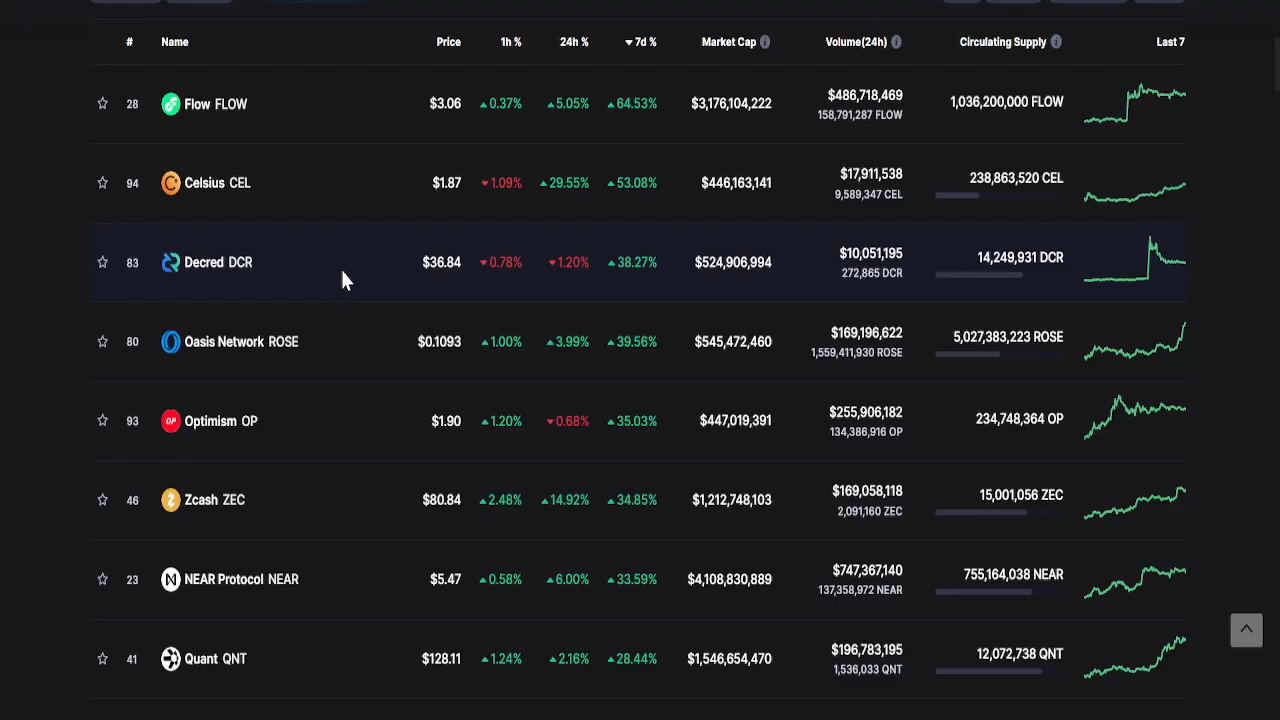 # Name Price 1h % 24h % 7d % Market Cap Volume(24h) Circulating Supply Last 7
28 Flow FLOW $3.06 0.37% 5.05% 64.53% $3,176,104,222 $486,718,469 1,036,200,000 FLOW
158,791,287 FLOW
94 Celsius CEL $1.87 1.09% 29.55% 53.08% $446,163,141 $17,911,538 238,863,520 CEL
9,589,347 CEL
83 Decred DCR $36.84 0.78% 1.20% 38.27% $524,906,994 $10,051,195 14,249,931 DCR
272,865 DCR
80 Oasis Network ROSE $0.1093 1.00% 3.99% 39.56% $545,472,460 $169,196,622 5,027,383,223 ROSE
1,559,411,930 ROSE
93 Optimism OP $1.90 1.20% 0.68% 35.03% $447,019,391 $255,906,182 234,748,364 OP
OP 134,386,916 OP
46 Zcash ZEC $80.84 2.48% 14.92% 34.85% $1,212,748,103 $169,058,118 15,001,056 ZEC
2,091,160 ZEC
23 NEAR Protocol NEAR $5.47 0.58% 6.00% 33.59% $4,108,830,889 $747,367,140 755,164,038 NEAR
137,358,972 NEAR
41 Quant QNT $128.11 1.24% 2.16% 28.44% $1,546,654,470 $196,783,195 12,072,738 QNT
1,536,033 QNT